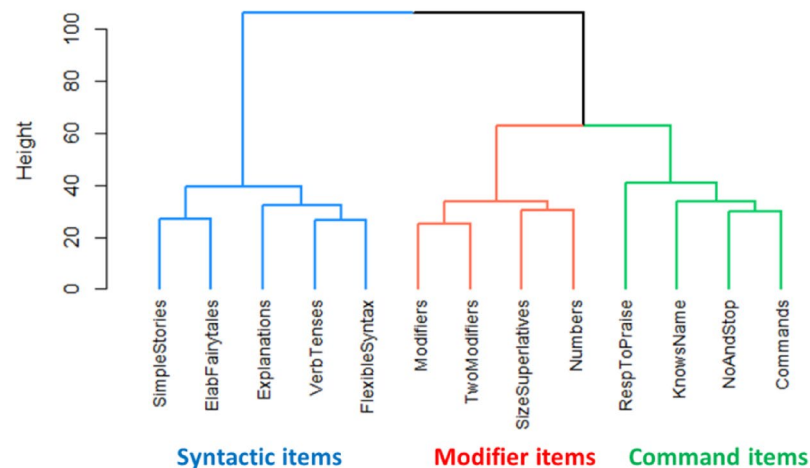 Height
100
80
60
40
20
0
SimpleStories
ElabFairytales
Explanations
VerbTenses
FlexibleSyntax
Modifiers
TwoModifiers
SizeSuperlatives
Numbers
RespToPraise
KnowsName
NoAndStop
Commands
Syntactic items Modifier items Command items